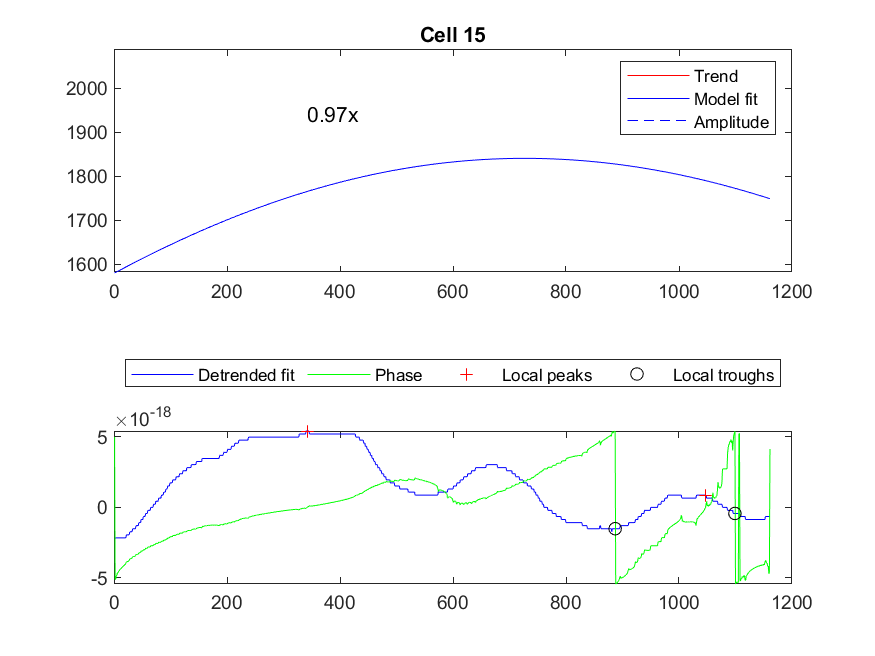 Cell 15
2000
1900
1800
1700
1600
0.97x
Trend
Model fit
Amplitude
0 200 400 600 800 1000 1200
Detrended fit Phase Local peaks Local troughs
×10-18
5
0
-5
0 200 400 600 800 1000 1200